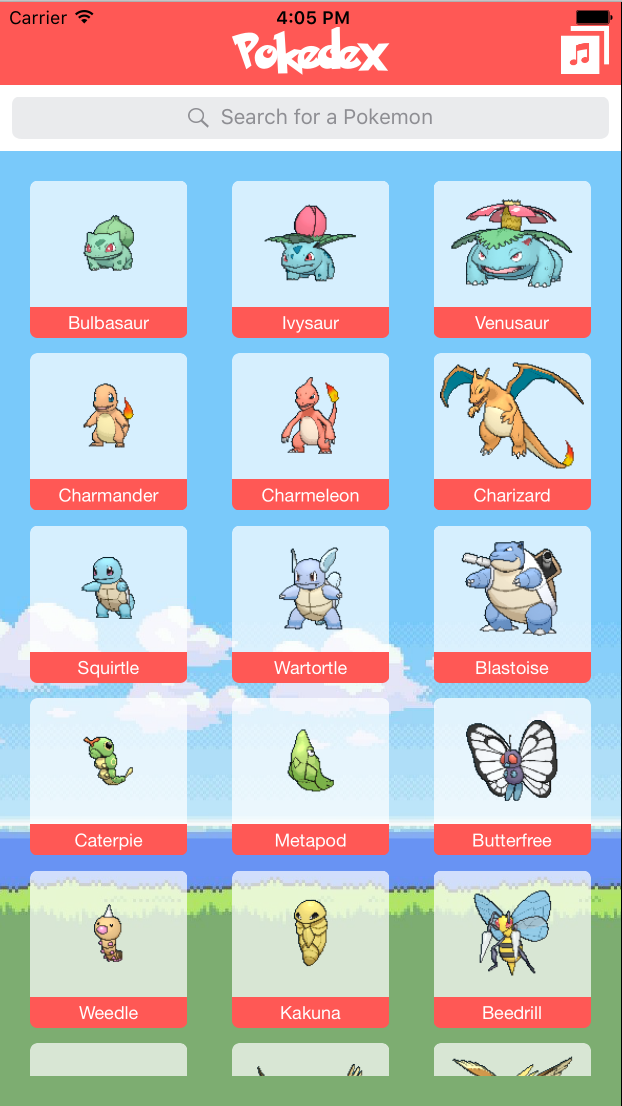 Carrier 4:05 PM
Pokedex
Search for a Pokemon
Bulbasaur Ivysaur Venusaur
Charmander Charmeleon Charizard
Squirtle Wartortle Blastoise
Caterpie Metapod Butterfree
Weedle Kakuna Beedrill